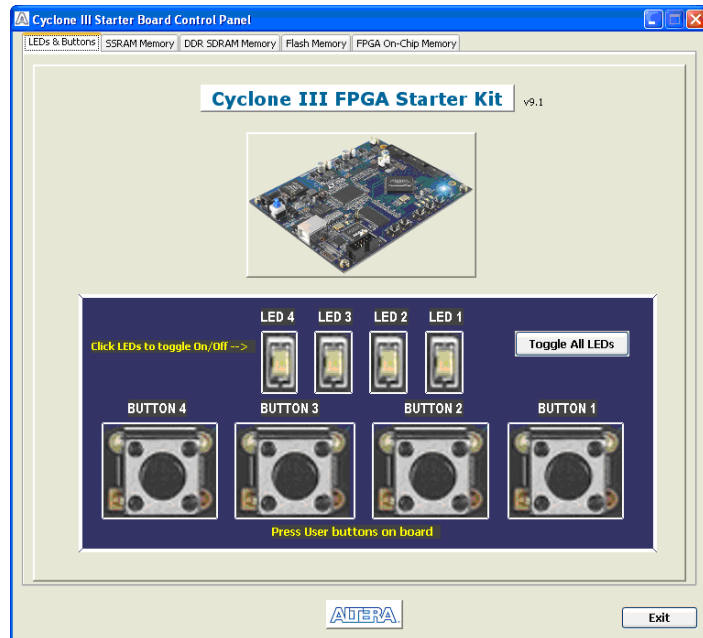 Cyclone III Starter Board Control Panel
LEDs & Buttons SSRAM Memory DDR SDRAM Memory Flash Memory FPGA On-Chip Memory
Cyclone III FPGA Starter Kit v9.1
LED 4 LED 3 LED 2 LED 1
Click LEDs to toggle On/Off --> Toggle All LEDs
BUTTON 4 BUTTON 3 BUTTON 2 BUTTON 1
Press User buttons on board
ALTERA.
Exit